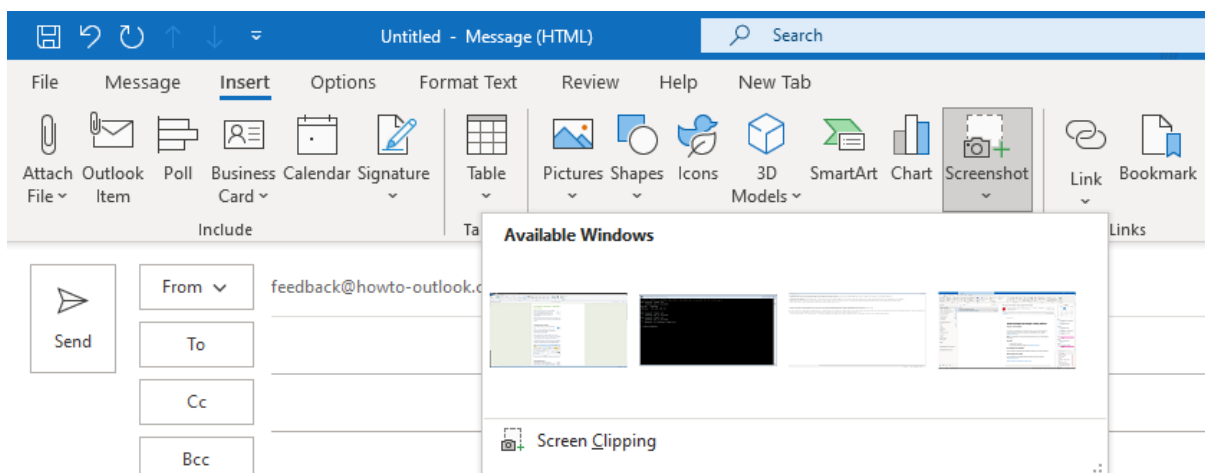 Untitled - Message (HTML) Search
File Message Insert Options Format Text Review Help New Tab
Attach Outlook Poll Business Calendar Signature Table Pictures Shapes Icons 3D SmartArt Chart Screenshot Link Bookmark
File Item Card Models
Include Ta Links
Available Windows
From feedback@howto-outlook.c
Send To
Cc
Screen Clipping
Bcc